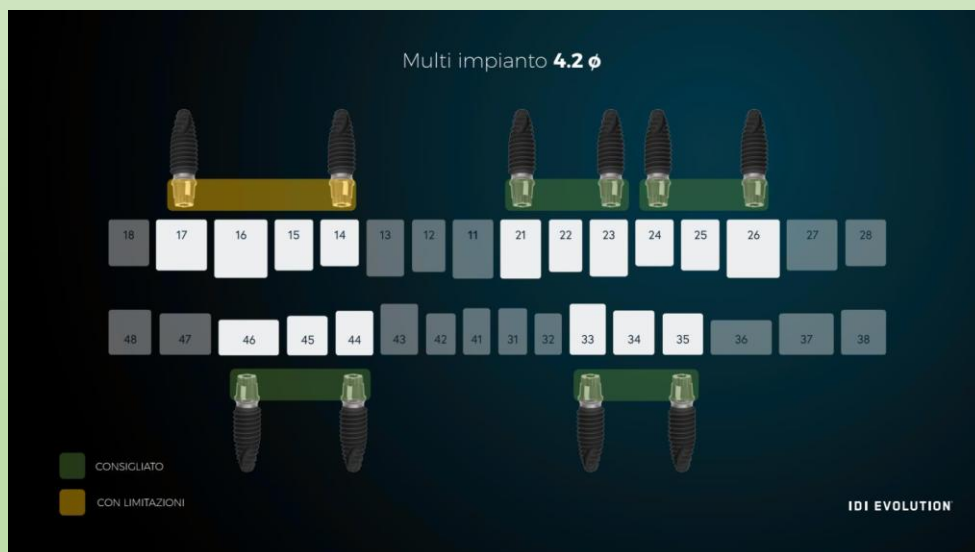 Multi impianto 4.2 ø
18 17 16 15 14 13 12 11 21 22 23 24 25 26 27 28
48 47 46 45 44 43 42 41 31 32 33 34 35 36 37 38
CONSIGLIATO
CON LIMITAZIONI
IDI EVOLUTION